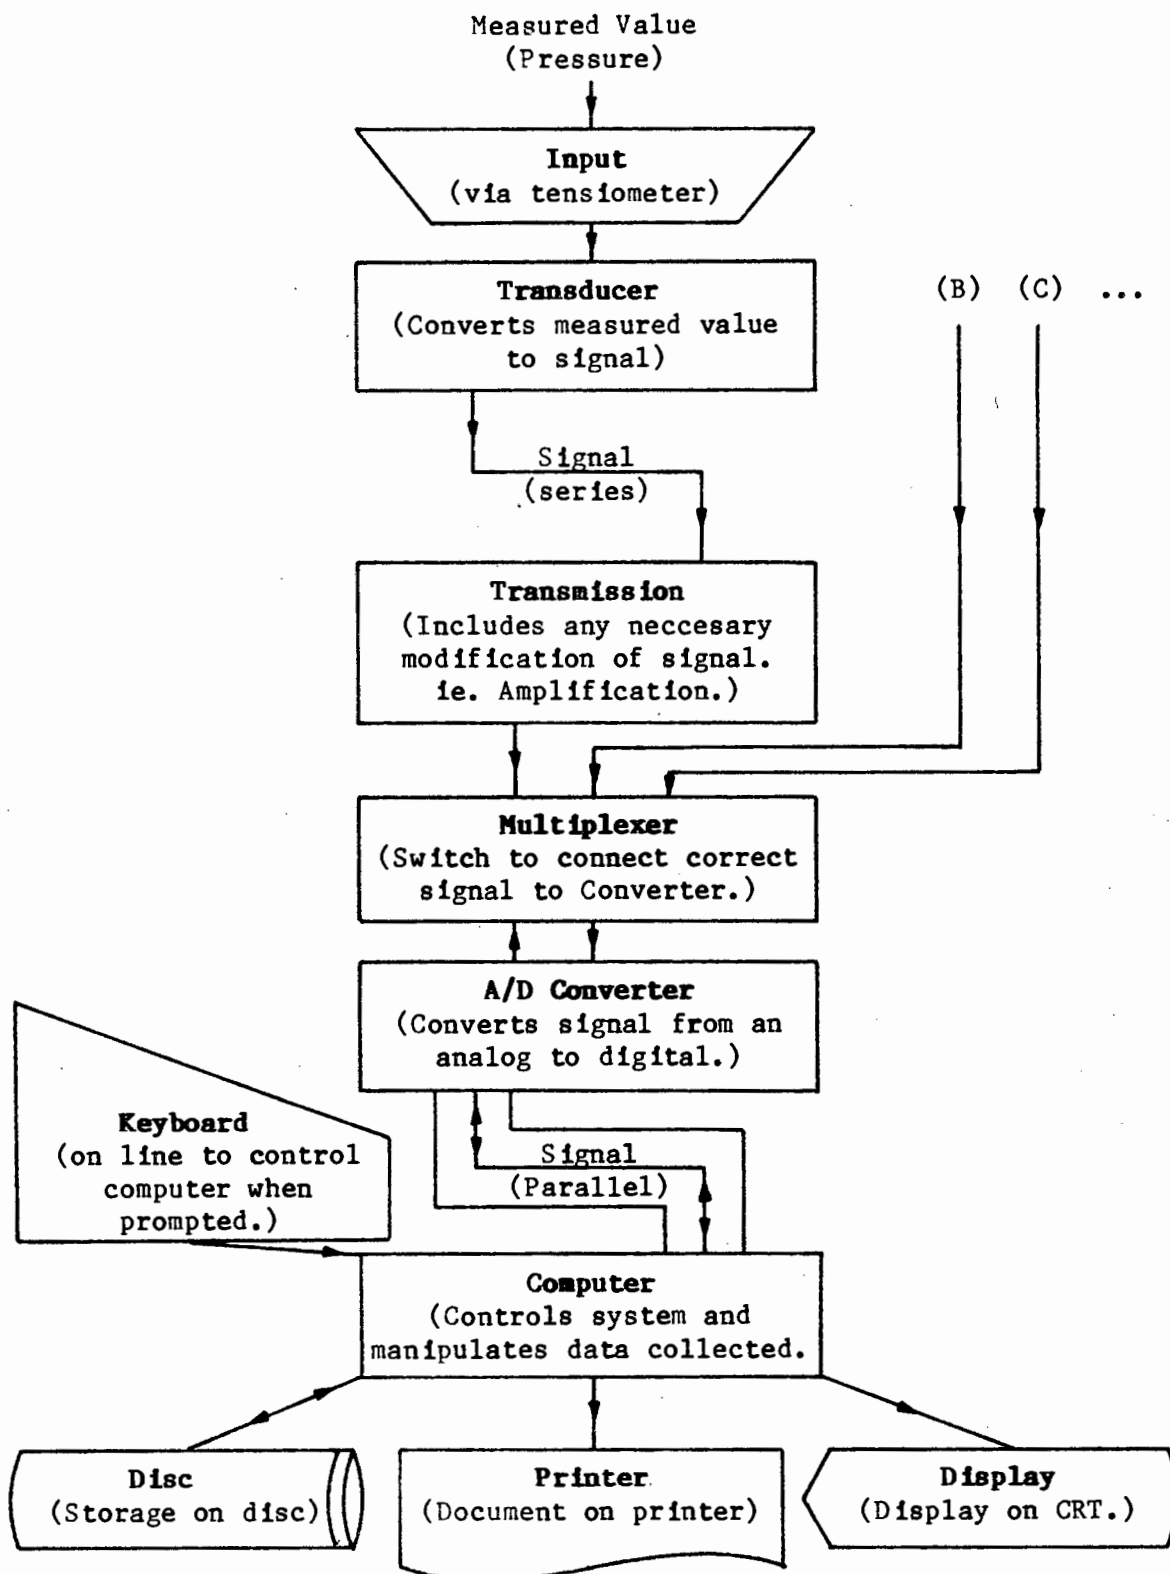 Measured Value
(Pressure)
Input
(via tensiometer)
Transducer
(Converts measured value
to signal)
(B) (C) ...
Signal
(series)
Transmission
(Includes any neccesary
modification of signal.
ie. Amplification.)
Multiplexer
(Switch to connect correct
signal to Converter.)
A/D Converter
(Converts signal from an
analog to digital.)
Keyboard
(on line to control
computer when
prompted.)
Signal
(Parallel)
Computer
(Controls system and
manipulates data collected.
Disc
(Storage on disc)
Printer
(Document on printer)
Display
(Display on CRT.)